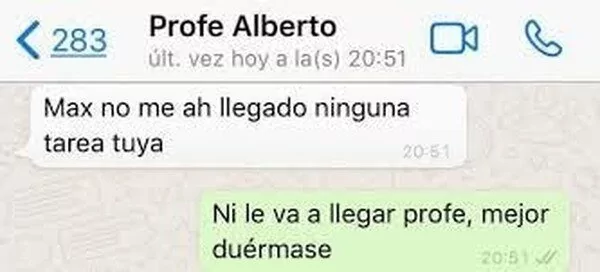 283
Profe Alberto
últ. vez hoy a la(s) 20:51
Max no me ah llegado ninguna
tarea tuya
20:51
Ni le va a llegar profe, mejor
duérmase
20:51